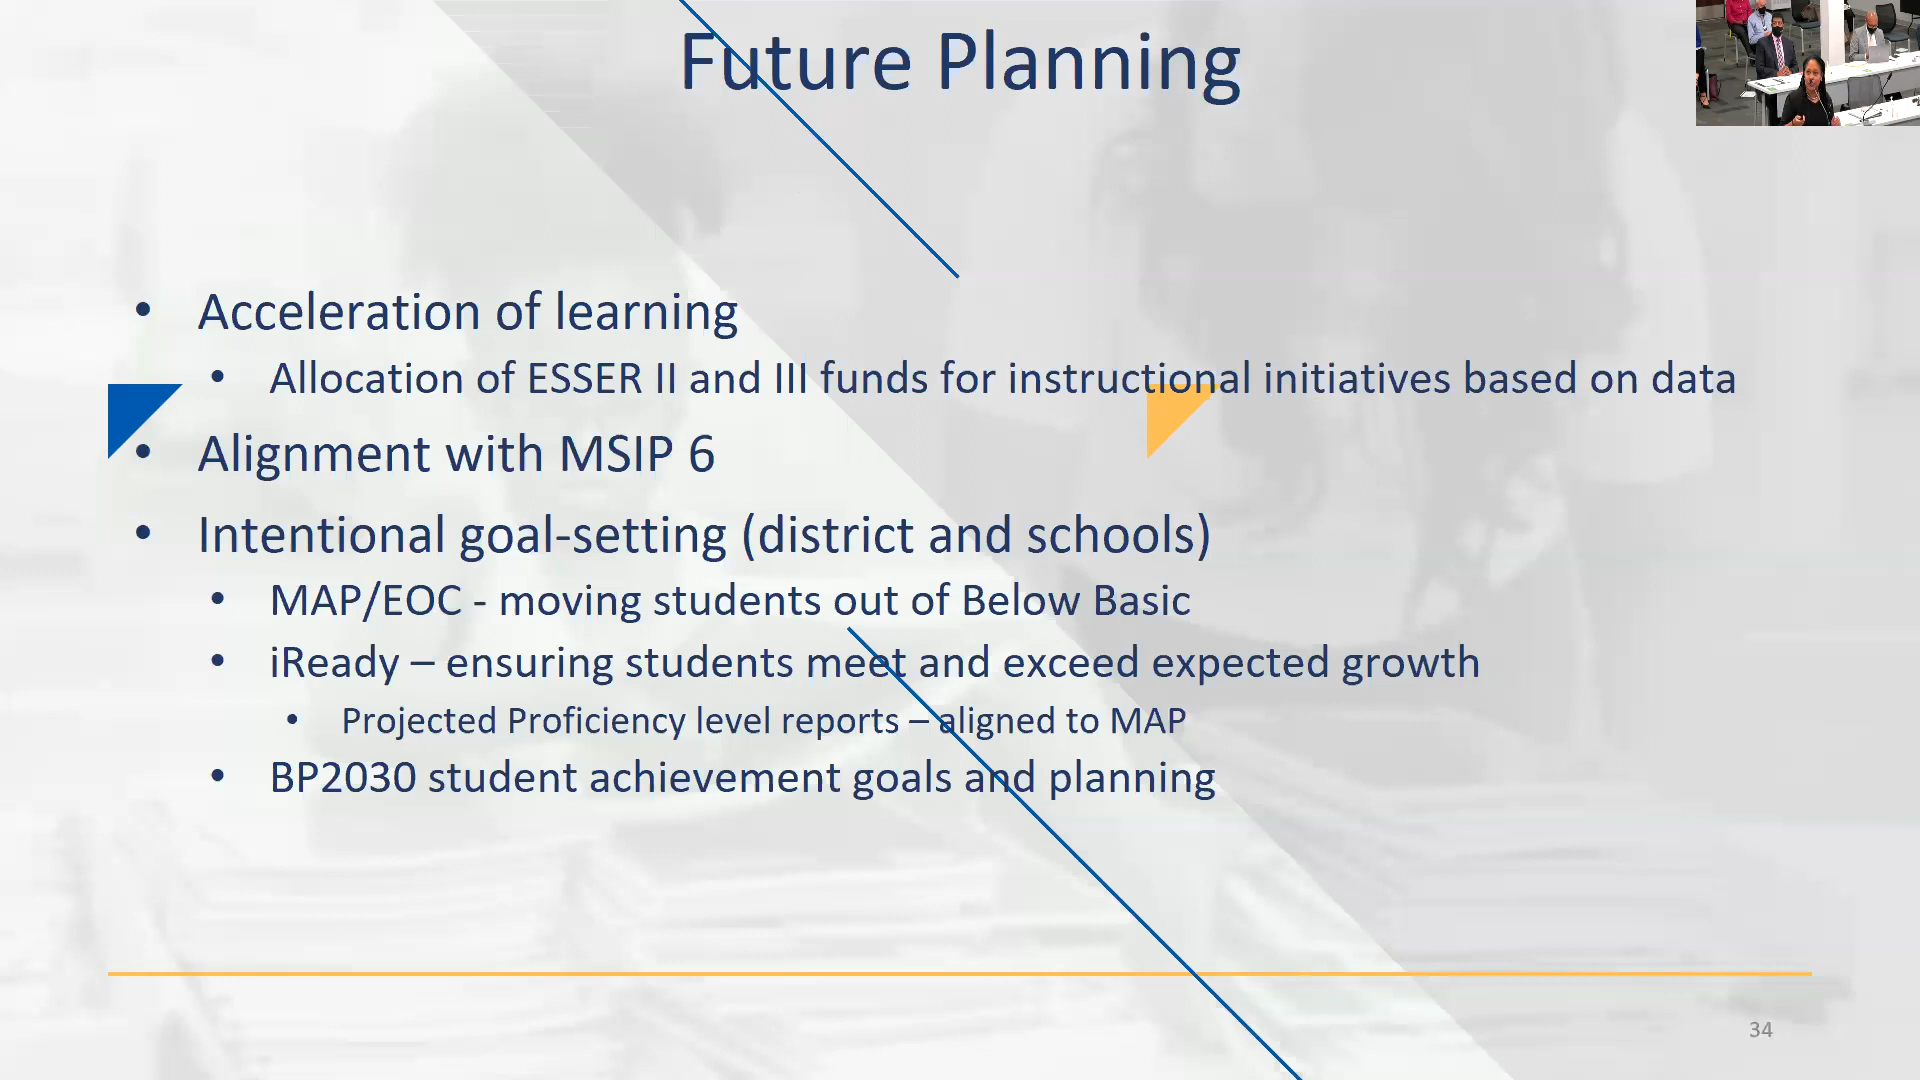 Future Planning
• Acceleration of learning
• Allocation of ESSER II and III funds for instructional initiatives based on data
• Alignment with MSIP 6
• Intentional goal-setting (district and schools)
• MAP/EOC - moving students out of Below Basic
• iReady – ensuring students meet and exceed expected growth
• Projected Proficiency level reports – aligned to MAP
• BP2030 student achievement goals and planning
34